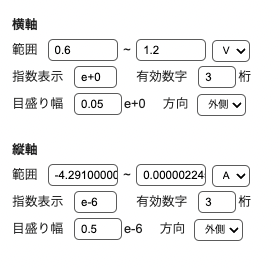 横軸
範囲 0.6 ~ 1.2 V
指数表示 e+0 有効数字 3 桁
目盛り幅 0.05 e+0 方向 外側
縦軸
範囲 -4.29100000 ~ 0.00000224 A
指数表示 e-6 有効数字 3 桁
目盛り幅 0.5 e-6 方向 外側